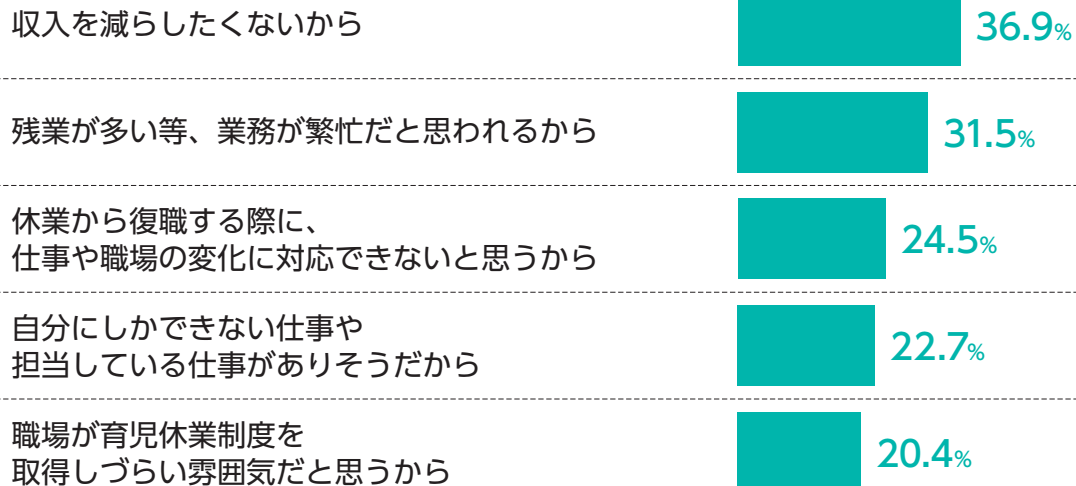 収入を減らしたくないから
36.9%
残業が多い等、業務が繁忙だと思われるから
31.5%
休業から復職する際に、
仕事や職場の変化に対応できないと思うから
24.5%
自分にしかできない仕事や
担当している仕事がありそうだから
22.7%
職場が育児休業制度を
取得しづらい雰囲気だと思うから
20.4%